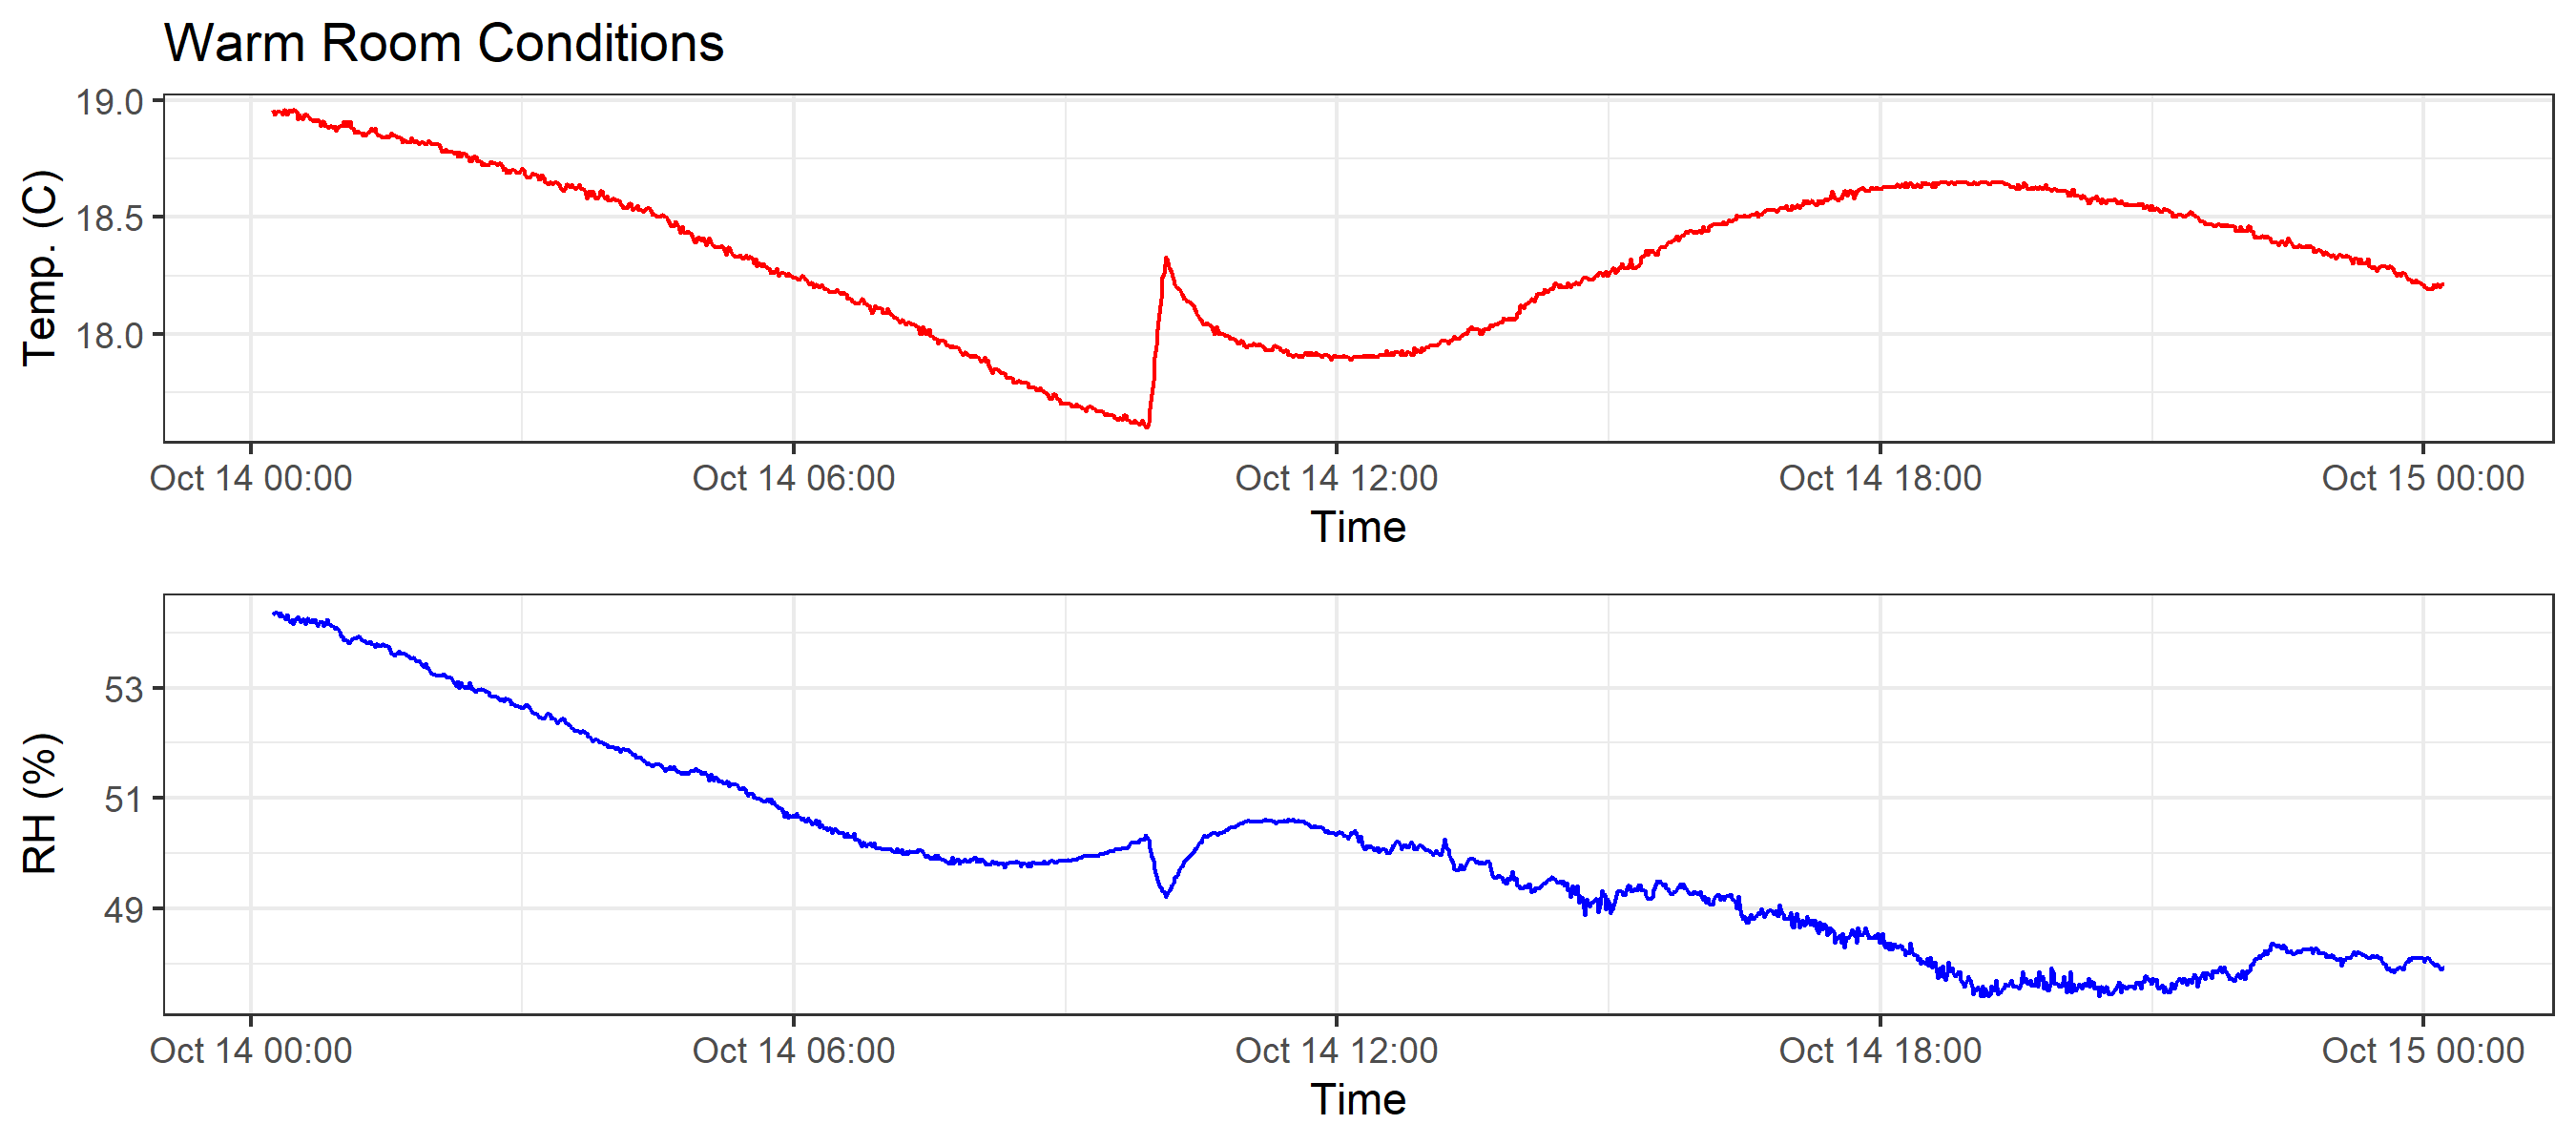 Warm Room Conditions
19.0
18.5
18.0
Temp. (C)
Oct 14 00:00 Oct 14 06:00 Oct 14 12:00 Oct 14 18:00 Oct 15 00:00
Time
53
51
49
RH (%)
Oct 14 00:00 Oct 14 06:00 Oct 14 12:00 Oct 14 18:00 Oct 15 00:00
Time